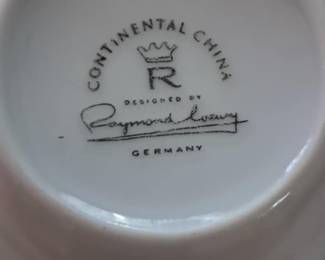 CONTINENTAL CHINA
R
DESIGNED BY
Raymond Loewy
GERMANY